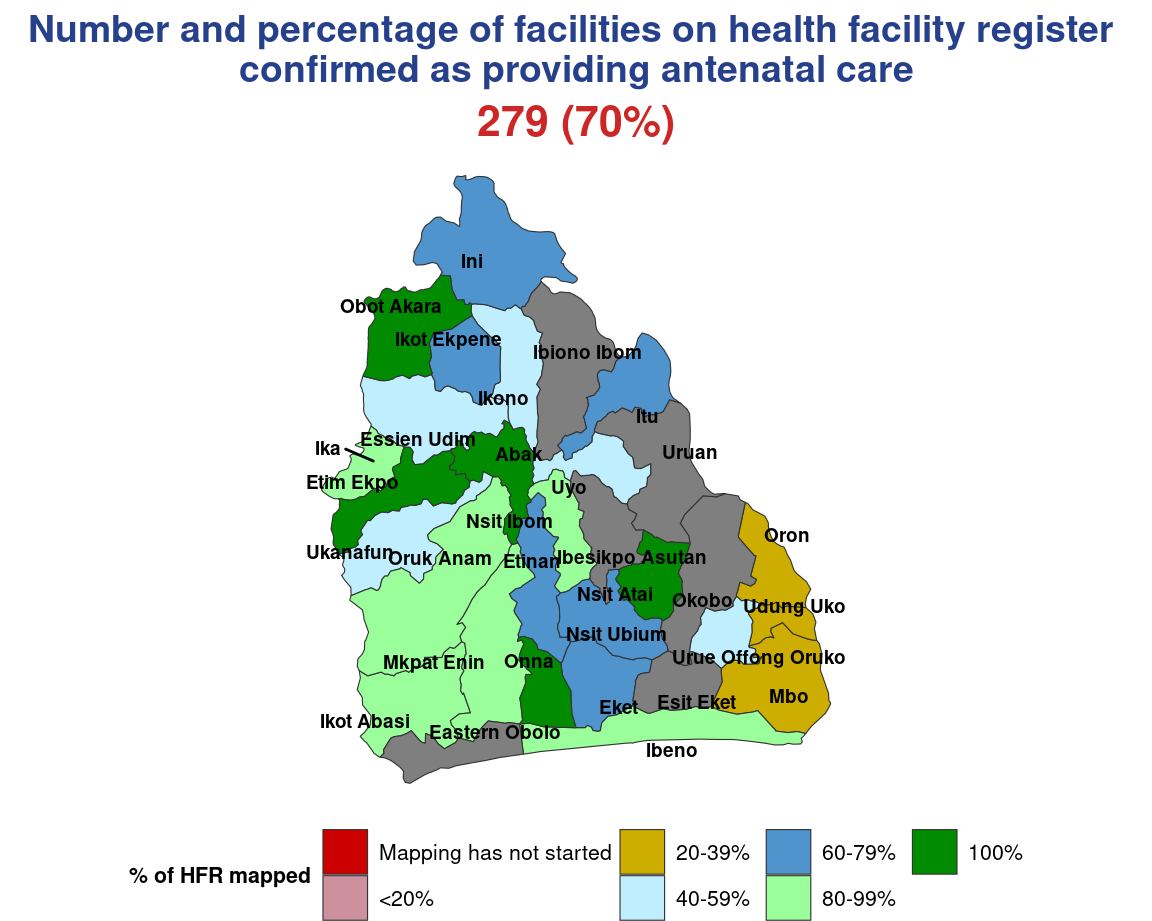 Number and percentage of facilities on health facility register
confirmed as providing antenatal care
279 (70%)
Ini
Obot Akara
Ikot Ekpene
Ibiono Ibom
Ikono
Itu
Essien Udim
Ika
Abak
Uruan
Etim Ekpo
Uyo
Nsit Ibom
Oron
Ukanafun
Oruk Anam
Etinan
Ibesikpo Asutan
Nsit Atai
Okobo
Udung Uko
Nsit Ubium
Mkpat Enin
Onna
Urue Offong Oruko
Mbo
Eket
Esit Eket
Ikot Abasi
Eastern Obolo
Ibeno
% of HFR mapped
Mapping has not started
<20%
20-39%
40-59%
60-79%
80-99%
100%